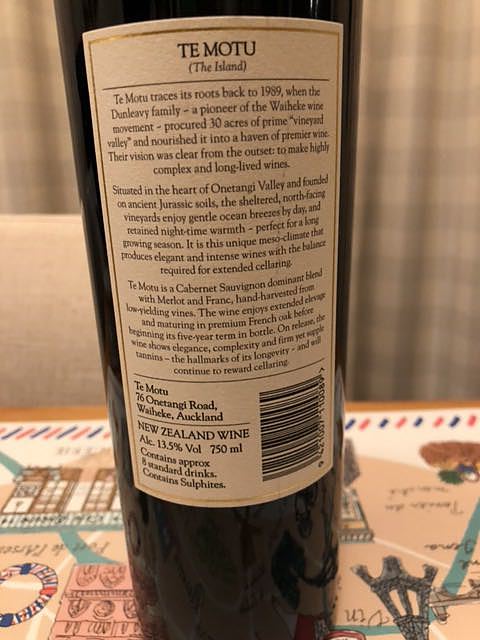 TE MOTU
(The Island)
Te Motu traces its roots back to 1989, when the
Dunleavy family – a pioneer of the Waiheke wine
movement – procured 30 acres of prime "vineyard
valley" and nourished it into a haven of premier wine.
Their vision was clear from the outset: to make highly
complex and long-lived wines.
Situated in the heart of Onetangi Valley and founded
on ancient Jurassic soils, the sheltered, north-facing
vineyards enjoy gentle ocean breezes by day, and
retained night-time warmth – perfect for a long
growing season. It is this unique meso-climate that
produces elegant and intense wines with the balance
required for extended cellaring.
Te Motu is a Cabernet Sauvignon dominant blend
with Merlot and Franc, hand-harvested from
low-yielding vines. The wine enjoys extended elevage
and maturing in premium French oak before
beginning its five-year term in bottle. On release, the
wine shows elegance, complexity and firm yet supple
tannins – the hallmarks of its longevity – and will
continue to reward cellaring.
Te Motu
76 Onetangi Road,
Waiheke, Auckland
NEW ZEALAND WINE
Alc. 13.5% Vol 750 ml
Contains approx
8 standard drinks.
Contains Sulphites.